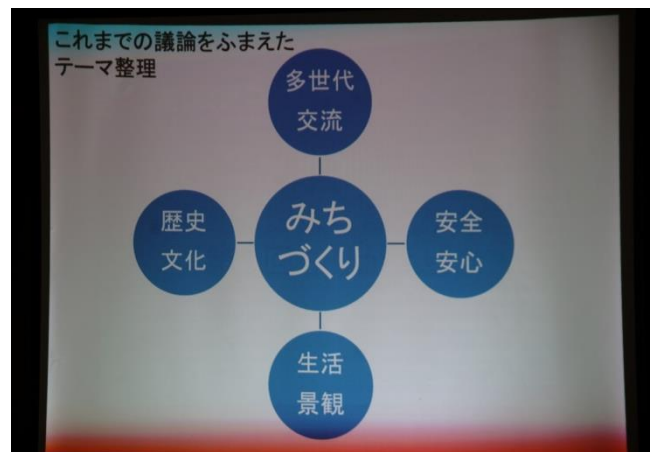 これまでの議論をふまえた
テーマ整理
多世代
交流
歴史
文化
みち
づくり
安全
安心
生活
景観